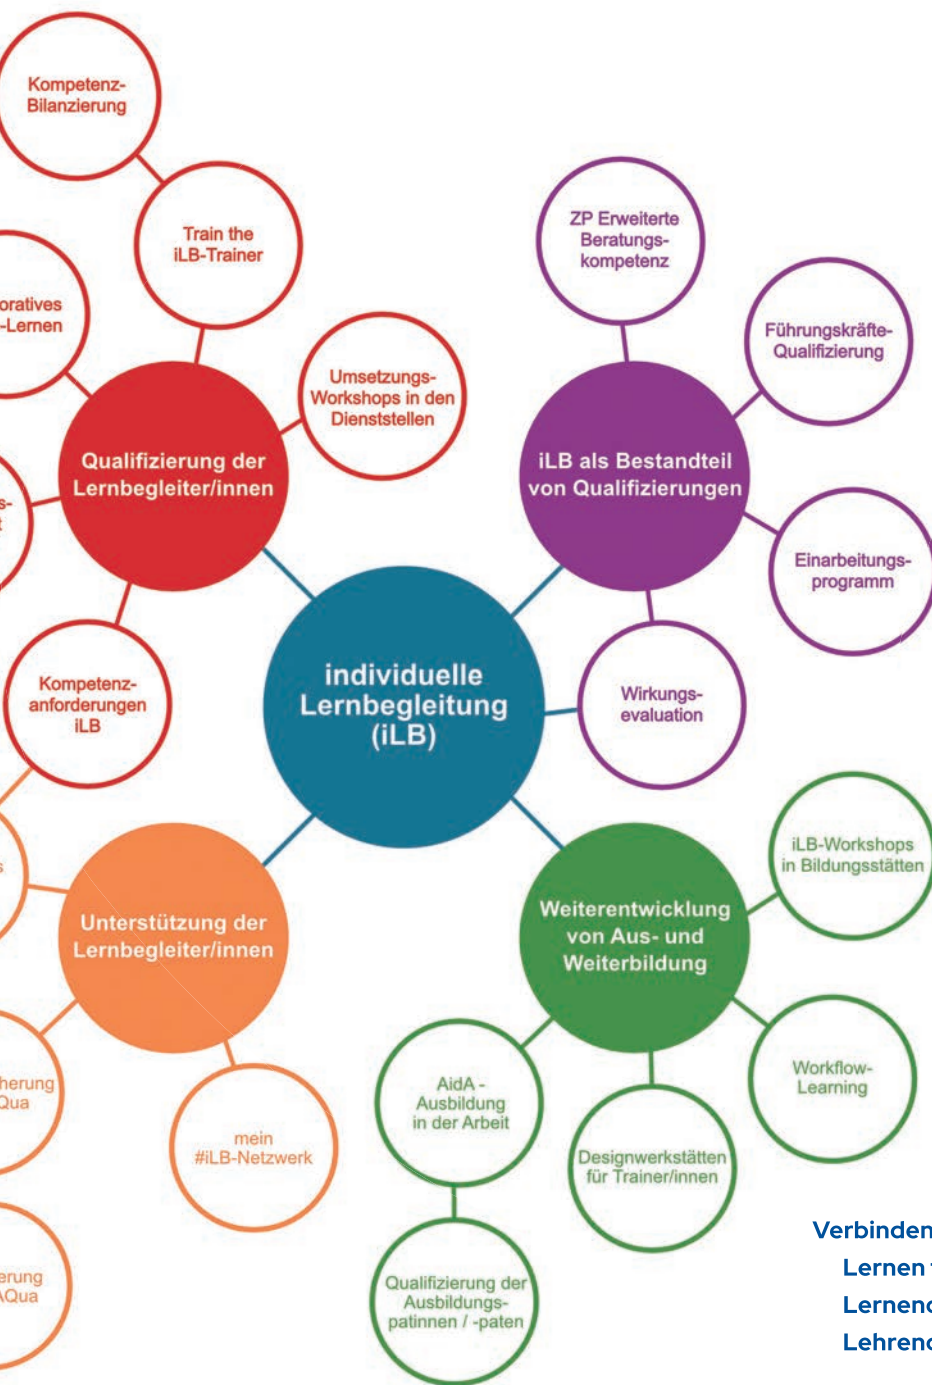 Kompetenz-
Bilanzierung
Train the
iLB-Trainer
-Lernen
Umsetzungs-
Workshops in den
Dienststellen
Qualifizierung der
Lernbegleiter/innen
Kompetenz-
anforderungen
iLB
ZP Erweiterte
Beratungs-
kompetenz
Führungskräfte-
Qualifizierung
iLB als Bestandteil
von Qualifizierungen
Einarbeitungs-
programm
Wirkungs-
evaluation
individuelle
Lernbegleitung
(iLB)
Unterstützung der
Lernbegleiter/innen
mein
#iLB-Netzwerk
Weiterentwicklung
von Aus- und
Weiterbildung
iLB-Workshops
in Bildungsstätten
Workflow-
Learning
Designwerkstätten
für Trainer/innen
AidA -
Ausbildung
in der Arbeit
Qualifizierung der
Ausbildungs-
patinnen / -paten
Verbinden
Lernen